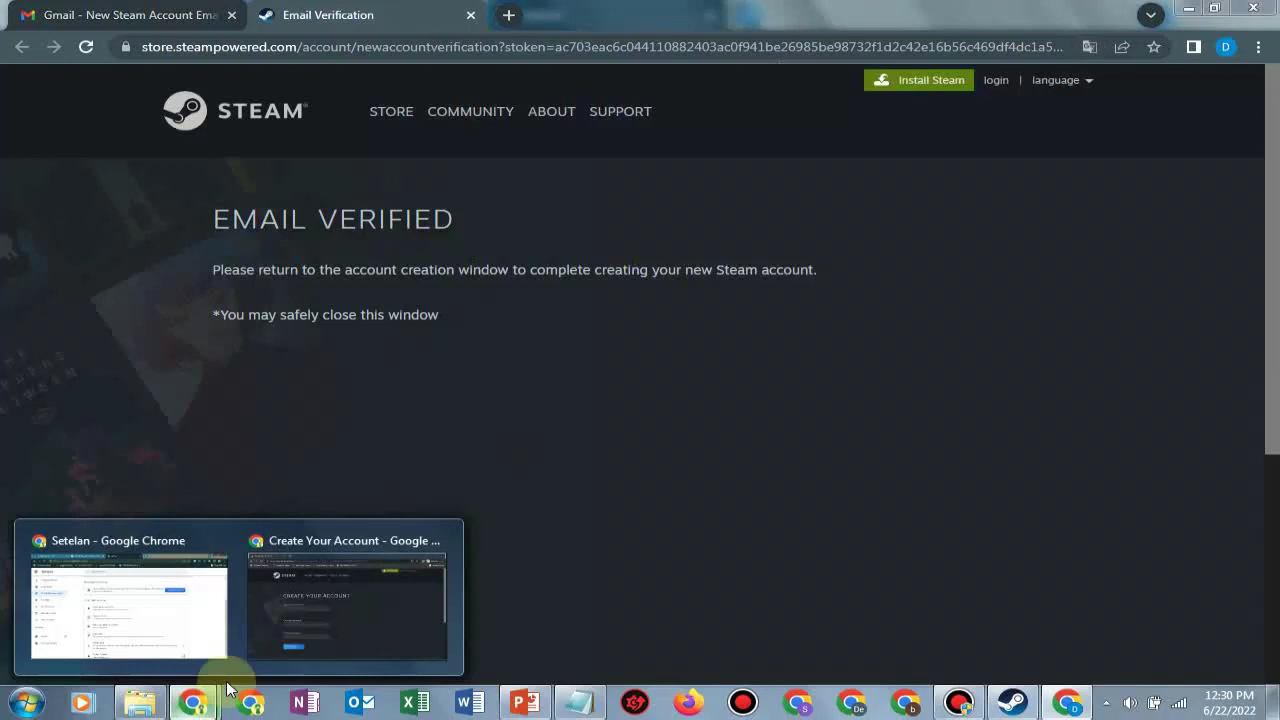 Gmail - New Steam Account Ema
Email Verification
store.steampowered.com/account/newaccountverification?stoken=ac703eac6c044110882403ac0f941be26985be98732f1d2c42e16b56c469df4dc1a5...
D
Install Steam
login | language
STEAM®
STORE COMMUNITY ABOUT SUPPORT
EMAIL VERIFIED
Please return to the account creation window to complete creating your new Steam account.
*You may safely close this window
Setelan - Google Chrome
Create Your Account - Google ...
STEAM
CREATE YOUR ACCOUNT
12:30 PM
6/22/2022